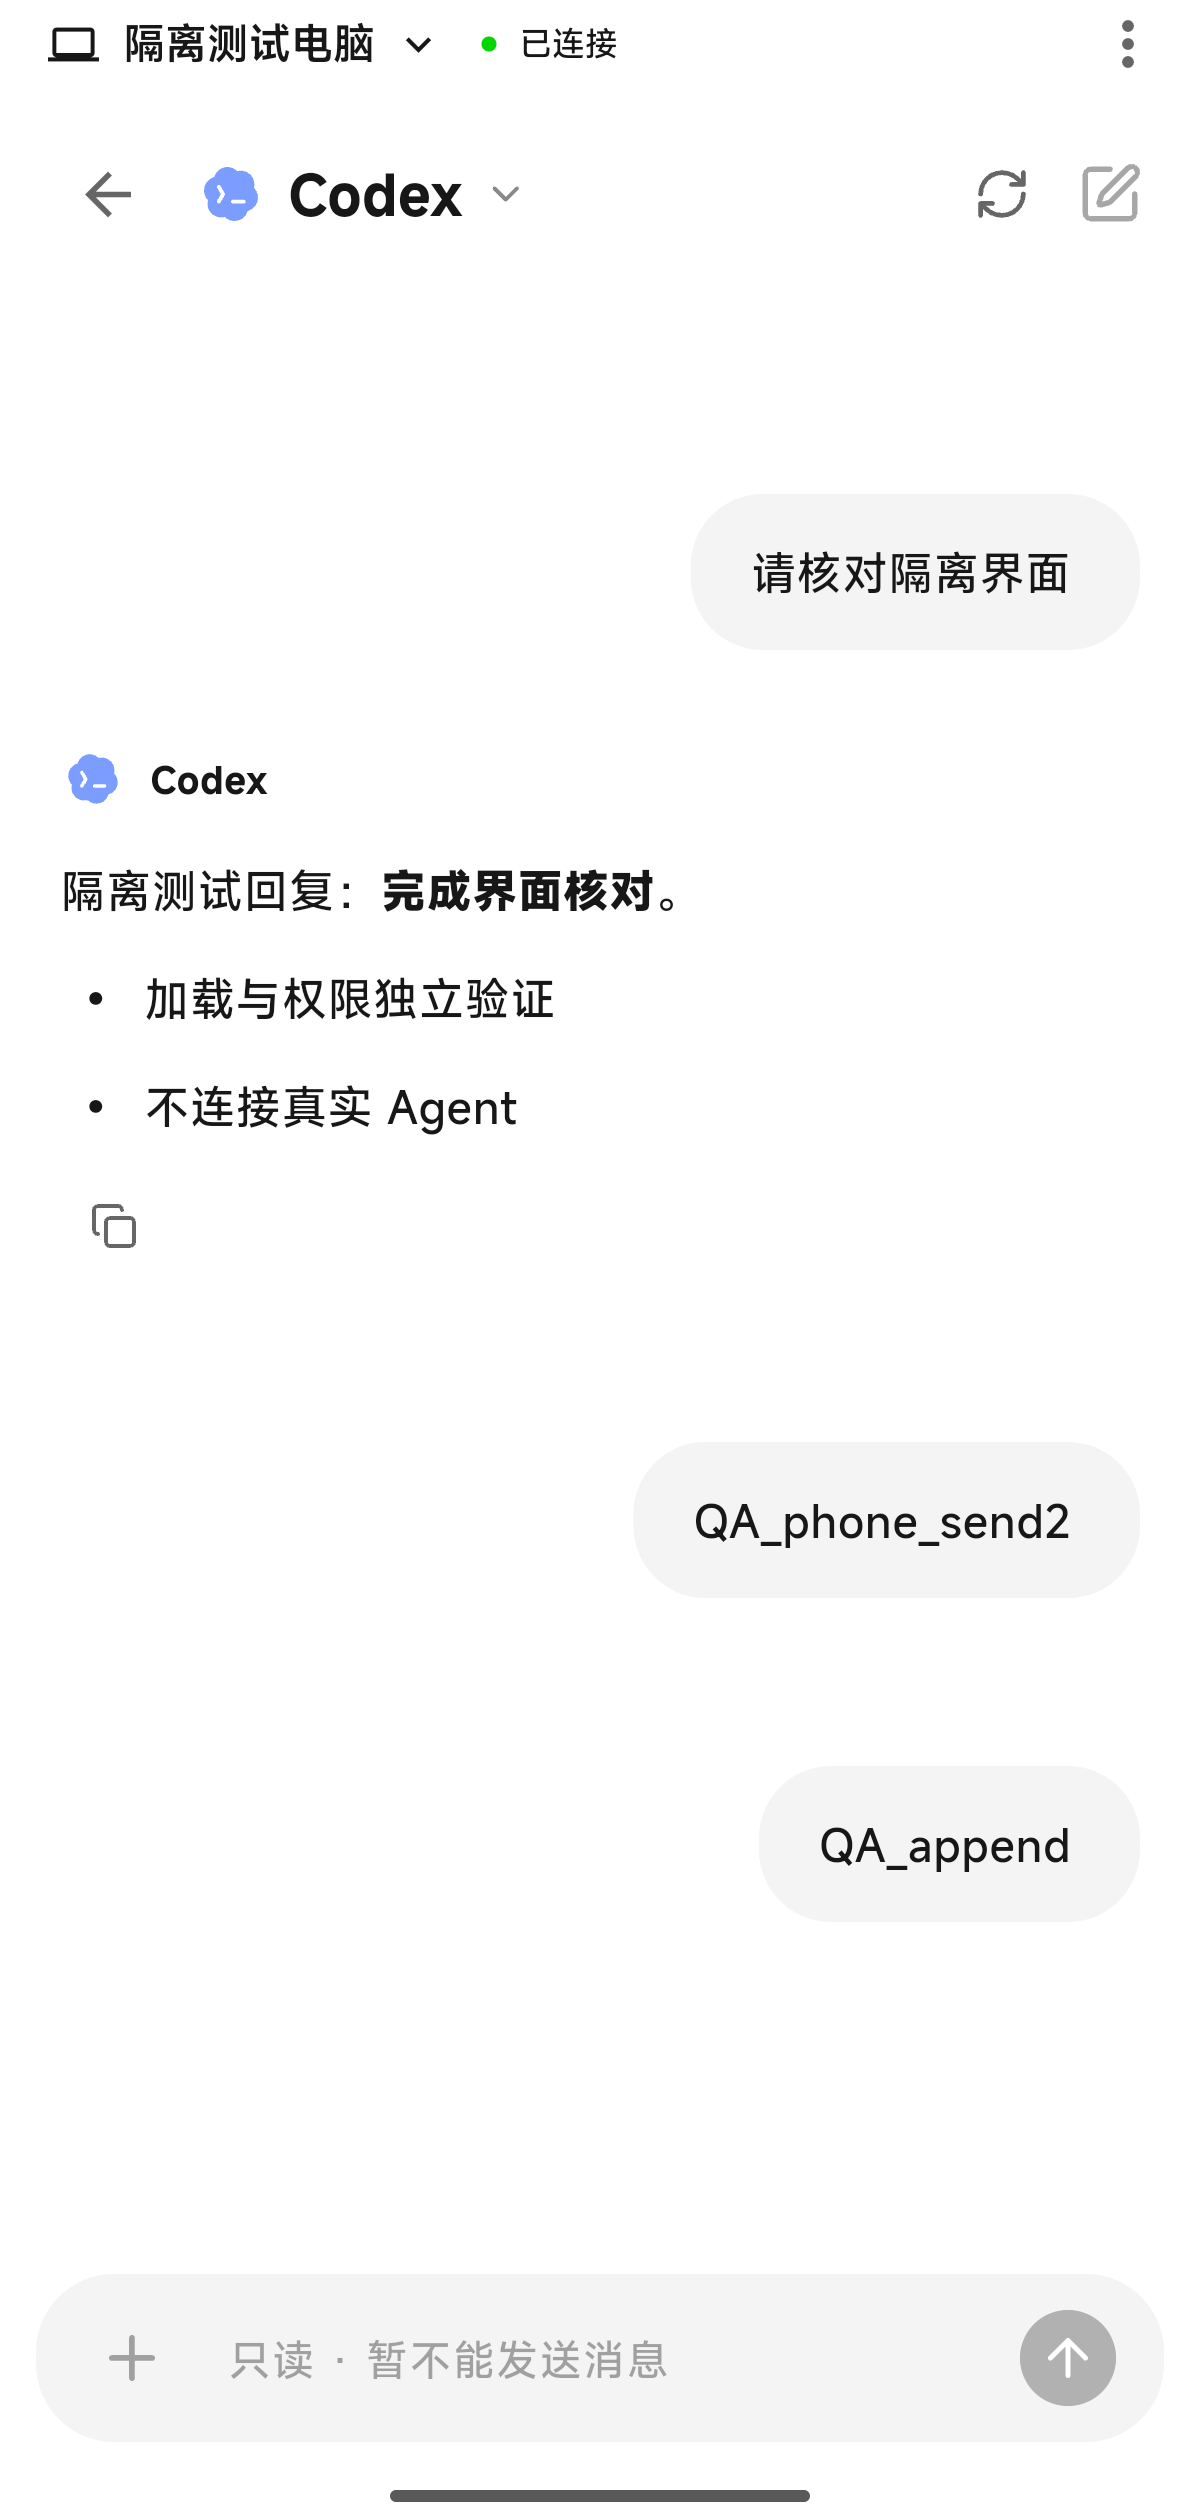 隔离测试电脑 已连接
Codex
请核对隔离界面
Codex
隔离测试回复：完成界面核对。
• 加载与权限独立验证
• 不连接真实 Agent
QA_phone_send2
QA_append
只读 · 暂不能发送消息